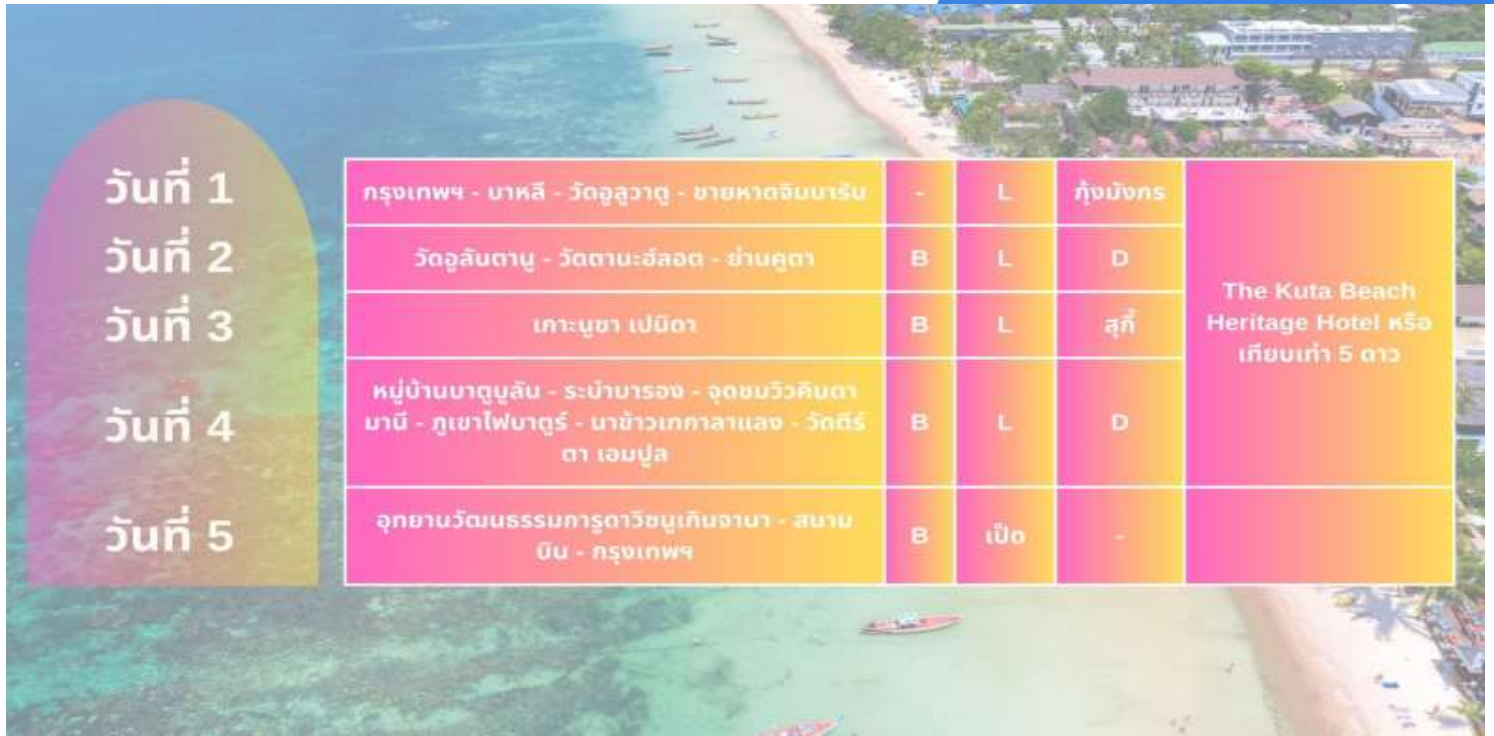 วันที่ 1
กรุงเทพฯ - บาหลี - วัดอูลูวาตู - ชายหาดจิมบารัน
-
L
กุ้งมังกร
วันที่ 2
วัดอูลันตานู - วัดตานะฮ์ลอต - ย่านคูตา
B
L
D
วันที่ 3
เกาะนูซา เปนิดา
B
L
สุกี้
The Kuta Beach
Heritage Hotel หรือ
เทียบเท่า 5 ดาว
วันที่ 4
หมู่บ้านบาตูบูลัน - ระบำบารอง - จุดชมวิวคินตา
มานี - ภูเขาไฟบาตูร์ - นาข้าวเทกาลาแลง - วัดตีร์
ตา เอมปูล
B
L
D
วันที่ 5
อุทยานวัฒนธรรมการูดาวิชนูเกินจานา - สนาม
บิน - กรุงเทพฯ
B
เป็ด
-